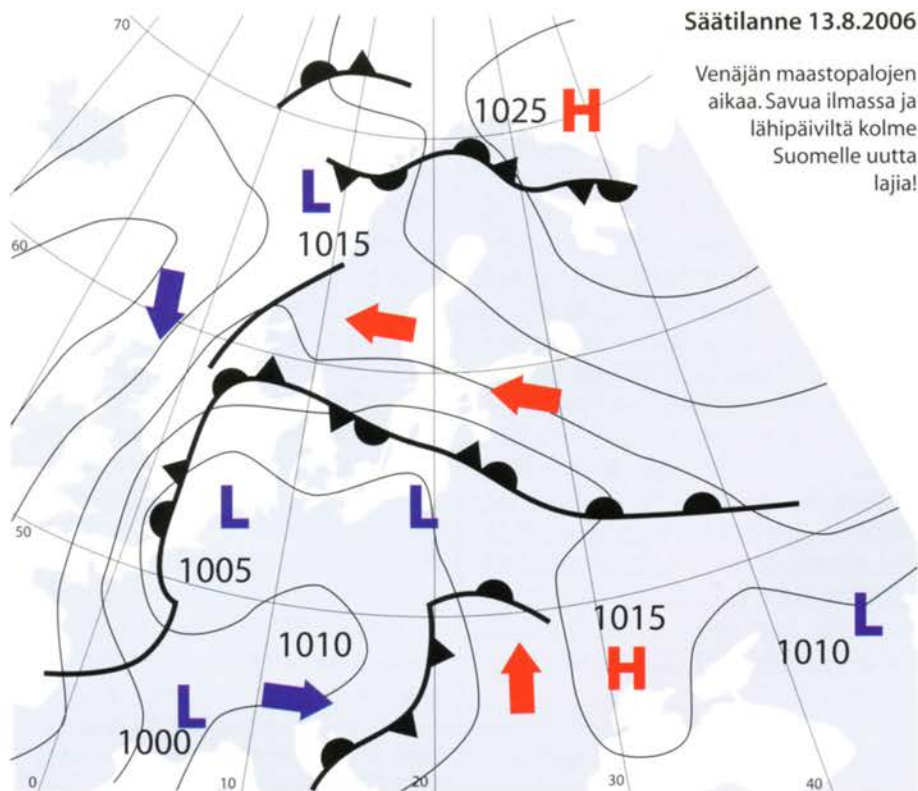 Säätilanne 13.8.2006
Venäjän maastopalojen
aikaa. Savua ilmassa ja
lähipäiviltä kolme
Suomelle uutta
lajia!
70
1025 H
L
1015
60
L
L
50
1005
1010
1015
H
L
1010
L
1000
0
10
20
30
40